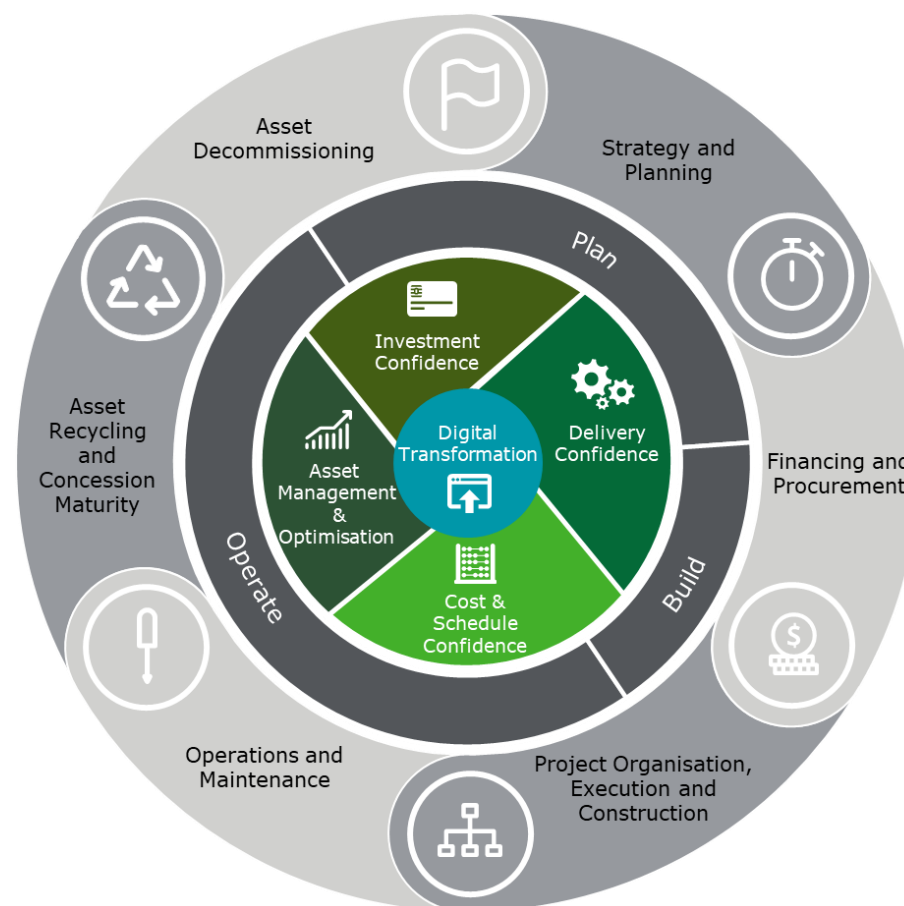 Asset
Decommissioning
Strategy and
Planning
Plan
Investment
Confidence
Delivery
Confidence
Digital
Transformation
Asset
Management
&
Optimisation
Cost &
Schedule
Confidence
Asset
Recycling
and
Concession
Maturity
Financing and
Procurement
Operate
Build
$
Operations and
Maintenance
Project Organisation,
Execution and
Construction